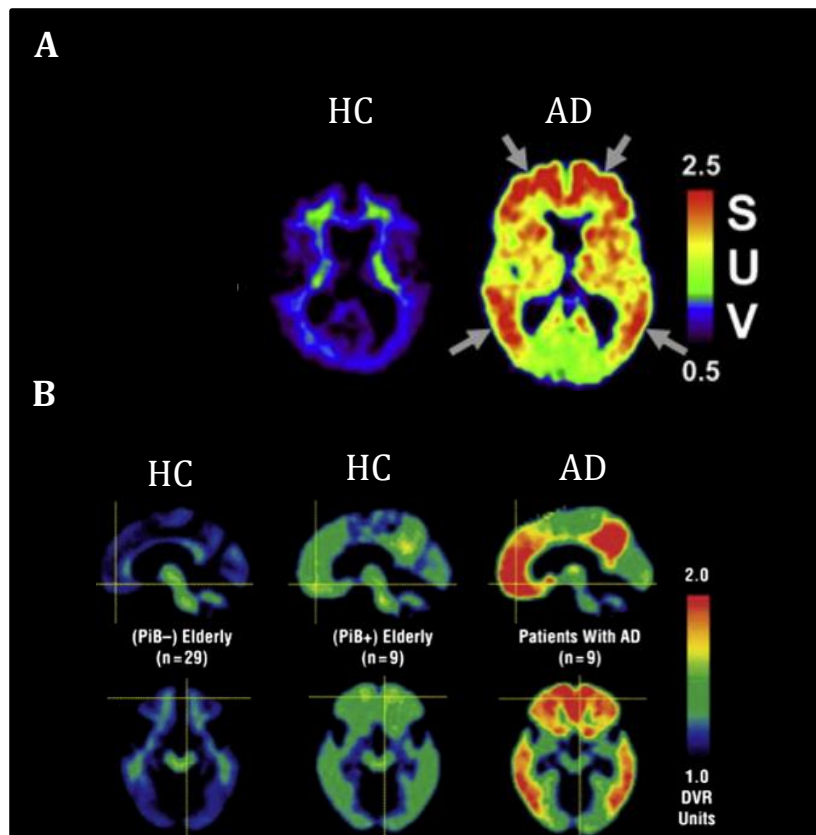 A
HC AD
2.5
S
U
V
0.5
B
HC HC AD
(PiB–) Elderly (PiB+) Elderly Patients With AD
(n=29) (n=9) (n=9)
2.0
1.0
DVR
Units